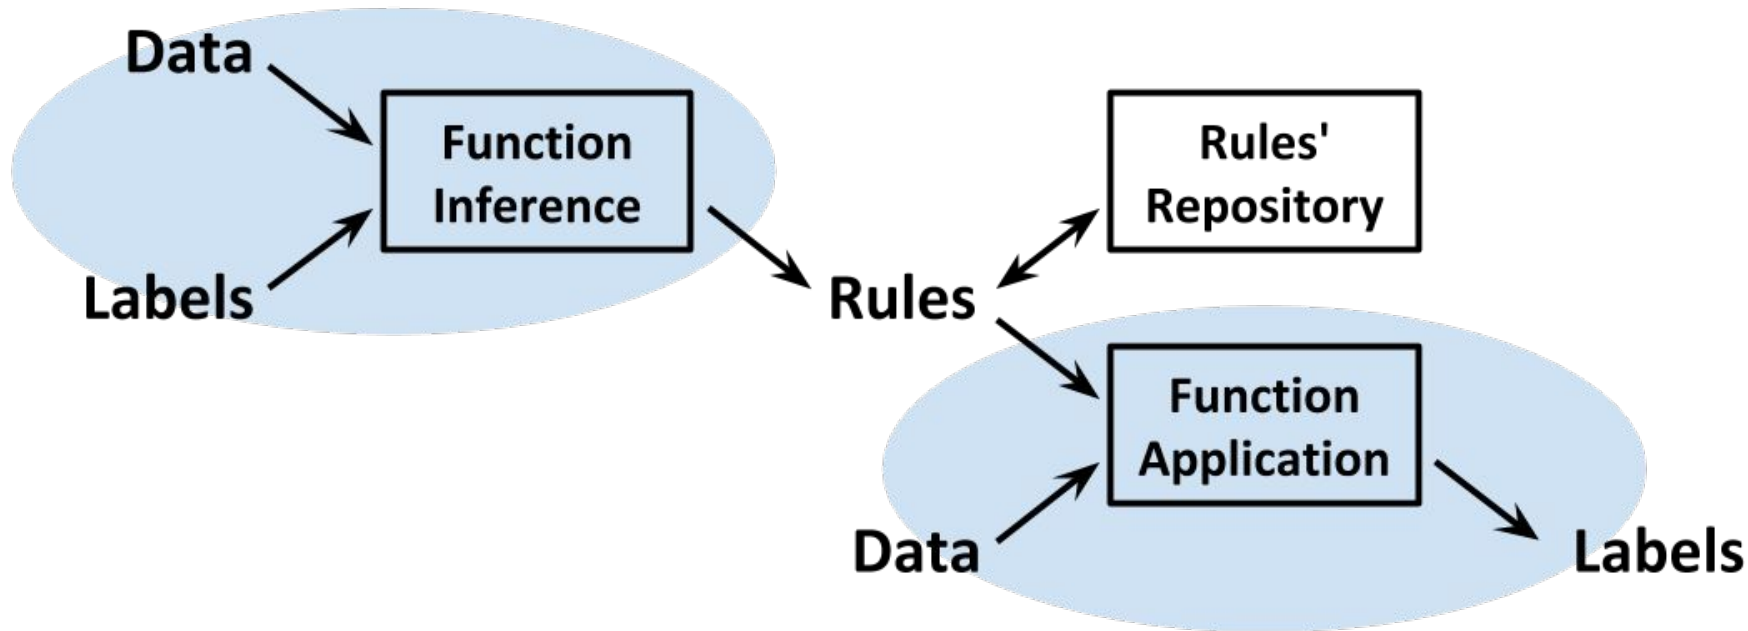 Data
Function
Inference
Labels
Rules'
Repository
Rules
Function
Application
Data
Labels